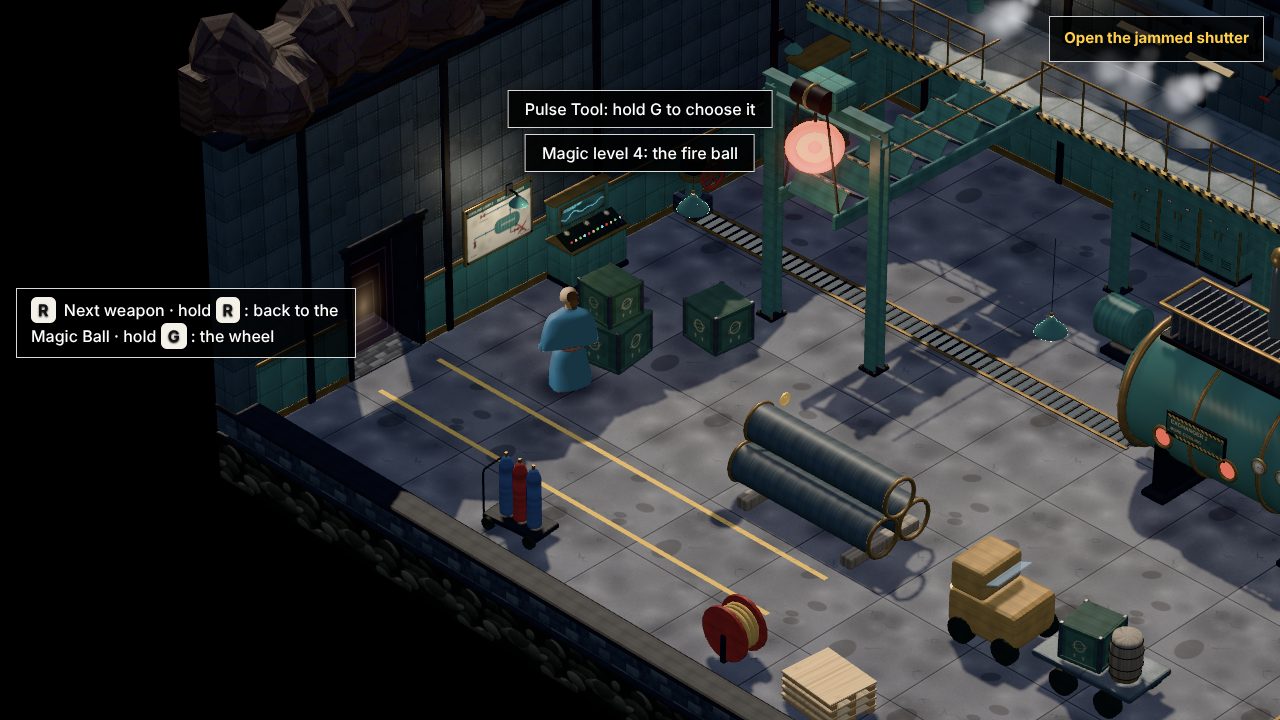 Open the jammed shutter
Pulse Tool: hold G to choose it
Magic level 4: the fire ball
R Next weapon · hold R : back to the
Magic Ball · hold G : the wheel